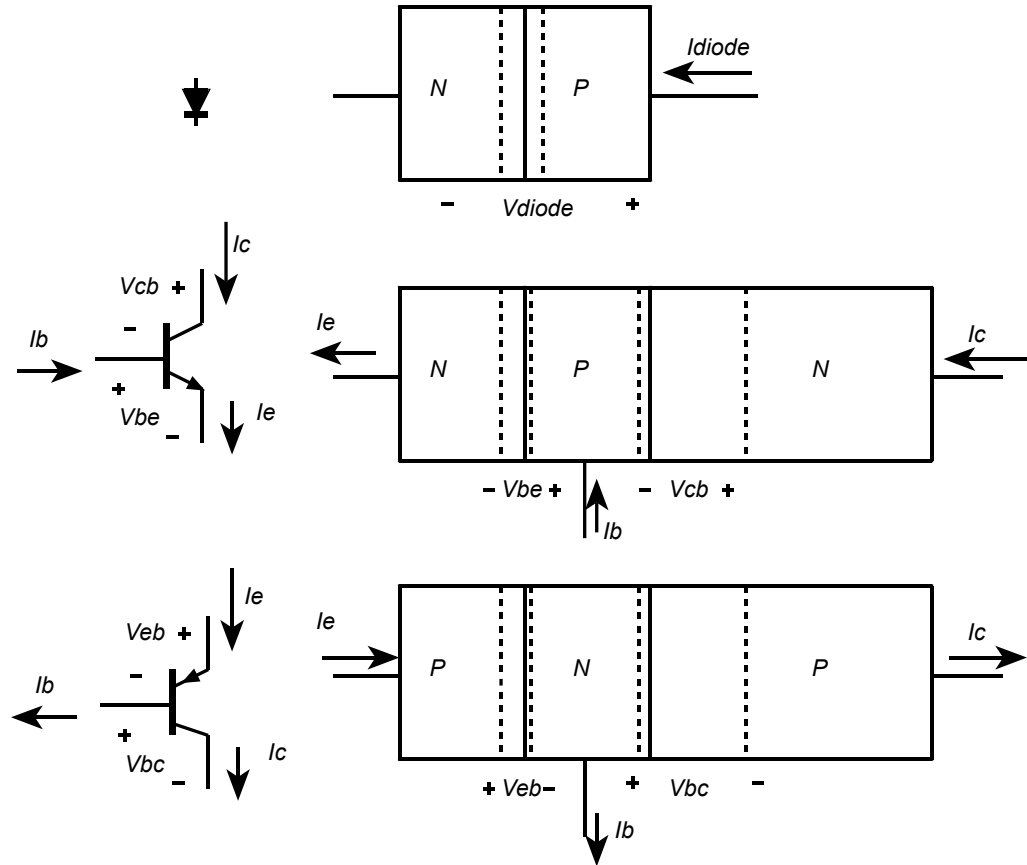 Idiode
N P
- Vdiode +
Ic
Vcb +
-
Ib
+
Vbe
-
Ie
Ie
N P N
Ic
- Vbe + - Vcb +
Ib
Ie
Veb +
-
Ib
+
Vbc
-
Ic
Ie
P N P
Ic
+ Veb - + Vbc -
Ib